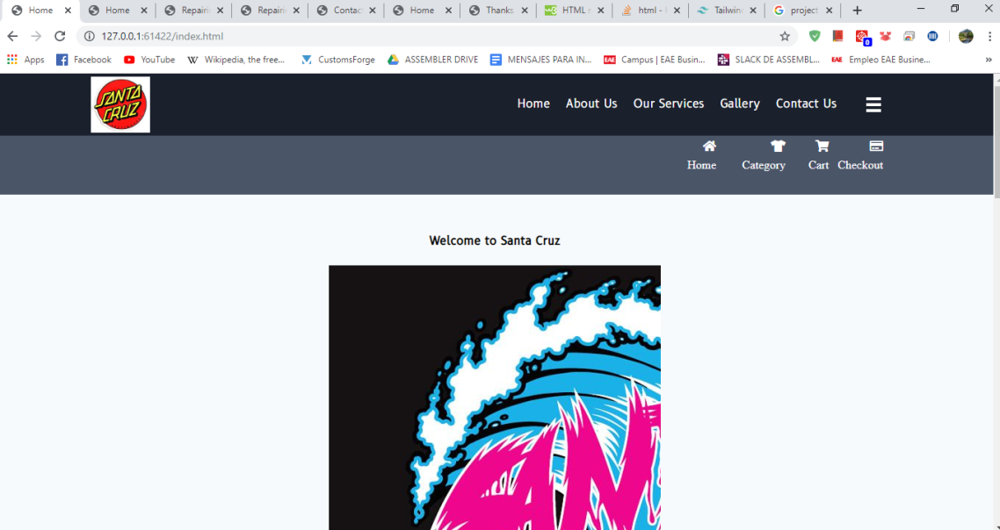 Home Home Repairi Repairi Contac Home Thanks HTML html - Tailwin project
127.0.0.1:61422/index.html
Apps Facebook YouTube Wikipedia, the free... CustomsForge ASSEMBLER DRIVE MENSAJES PARA IN... Campus | EAE Busin... SLACK DE ASSEMBL... Empleo EAE Busine... »
SANTA
CRUZ
Home About Us Our Services Gallery Contact Us
Home Category Cart Checkout
Welcome to Santa Cruz